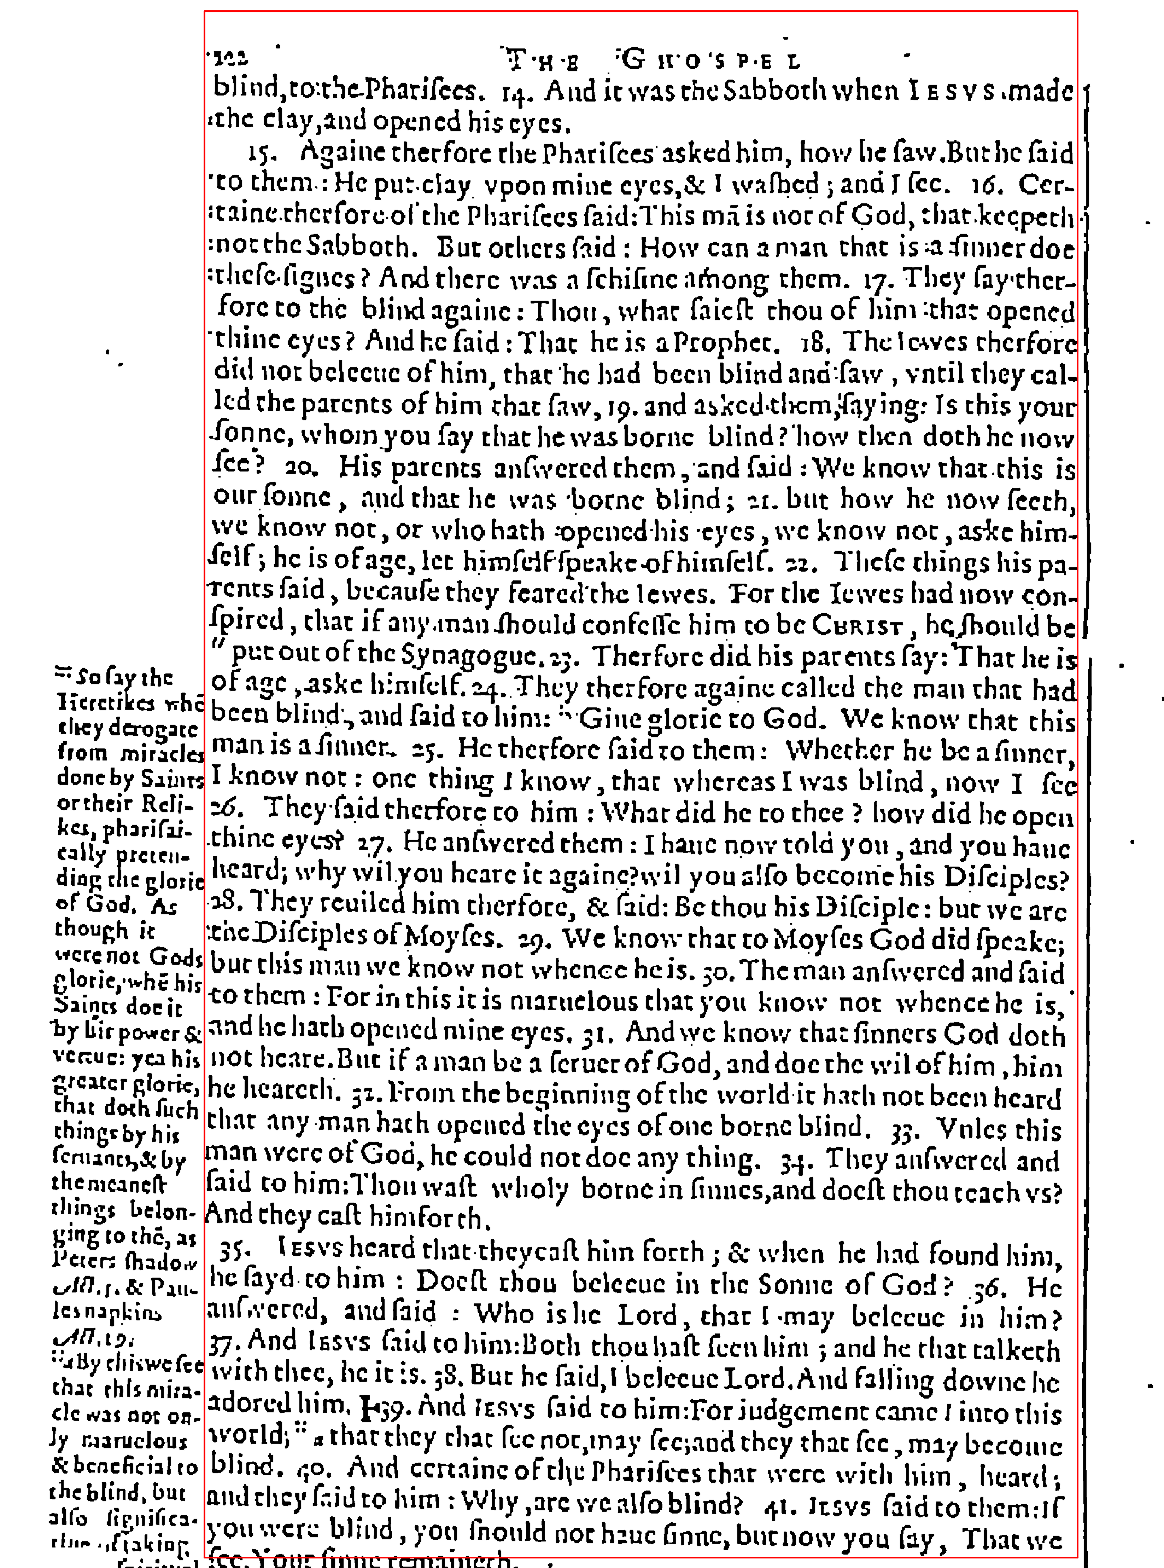 122 THE GHOSPEL
blind, to the Phariſees. 14. And it was the Sabboth when IESVS made
the clay, and opened his eyes.
15. Againe therfore the Phariſees asked him, how he ſaw. But he ſaid
to them: He put clay vpon mine eyes, & I waſhed; and I ſee. 16. Cer-
taine therfore of the Phariſees ſaid: This mā is not of God, that keepeth
not the Sabboth. But others ſaid: How can a man that is a ſinner doe
theſe ſignes? And there was a ſchiſme among them. 17. They ſay ther-
fore to the blind againe: Thou, what ſaieſt thou of him that opened
thine eyes? And he ſaid: That he is a Prophet. 18. The Iewes therfore
did not beleeue of him, that he had been blind and ſaw, vntil they cal-
led the parents of him that ſaw, 19. and asked them, ſaying: Is this your
ſonne, whom you ſay that he was borne blind? how then doth he now
ſee? 20. His parents anſwered them, and ſaid: We know that this is
our ſonne, and that he was borne blind; 21. but how he now ſeeth,
we know not, or who hath opened his eyes, we know not, aske him-
ſelf; he is of age, let himſelf ſpeake of himſelf. 22. Theſe things his pa-
rents ſaid, becauſe they feared the Iewes. For the Iewes had now con-
ſpired, that if any man ſhould confeſſe him to be CHRIST, he ſhould be
" put out of the Synagogue. 23. Therfore did his parents ſay: That he is
of age, aske himſelf. 24. They therfore againe called the man that had
been blind, and ſaid to him: " Giue glorie to God. We know that this
man is a ſinner. 25. He therfore ſaid to them: Whether he be a ſinner,
I know not: one thing I know, that whereas I was blind, now I ſee
26. They ſaid therfore to him: What did he to thee? how did he open
thine eyes? 27. He anſwered them: I haue now told you, and you haue
heard; why wil you heare it againe? wil you alſo become his Diſciples?
28. They reuiled him therfore, & ſaid: Be thou his Diſciple: but we are
the Diſciples of Moyſes. 29. We know that to Moyſes God did ſpeake;
but this man we know not whence he is. 30. The man anſwered and ſaid
to them: For in this it is maruelous that you know not whence he is,
and he hath opened mine eyes. 31. And we know that ſinners God doth
not heare. But if a man be a ſeruer of God, and doe the wil of him, him
he heareth. 32. From the beginning of the world it hath not been heard
that any man hath opened the eyes of one borne blind. 33. Vnles this
man were of God, he could not doe any thing. 34. They anſwered and
ſaid to him: Thou waſt wholy borne in ſinnes, and doeſt thou teach vs?
And they caſt him forth.
35. IESVS heard that they caſt him forth; & when he had found him,
he ſayd to him: Doeſt thou beleeue in the Sonne of God? 36. He
anſwered, and ſaid: Who is he Lord, that I may beleeue in him?
37. And IESVS ſaid to him: Both thou haſt ſeen him; and he that talketh
with thee, he it is. 38. But he ſaid, I beleeue Lord. And falling downe he
adored him. 39. And IESVS ſaid to him: For judgement came I into this
world; " a that they that ſee not, may ſee; and they that ſee, may become
blind. 40. And certaine of the Phariſees that were with him, heard;
and they ſaid to him: Why, are we alſo blind? 41. IESVS ſaid to them: If
you were blind, you ſhould not haue ſinne, but now you ſay, That we
ſee. Your ſinne remaineth.
" So ſay the
Heretikes whē
they derogate
from miracles
done by Saints
or their Reli-
kes, phariſai-
cally preten-
ding the glorie
of God. As
though it
were not Gods
glorie, whē his
Saints doe it
by his power &
vertue: yea his
greater glorie,
that doth ſuch
things by his
ſeruants, & by
the meaneſt
things belon-
ging to thē, as
Peters ſhadow
Act. 5. & Pau-
les napkins
Act. 19.
" a By this we ſee
that this mira-
cle was not on-
ly maruelous
& beneficial to
the blind, but
alſo ſignifica-
taking
ſpiritual